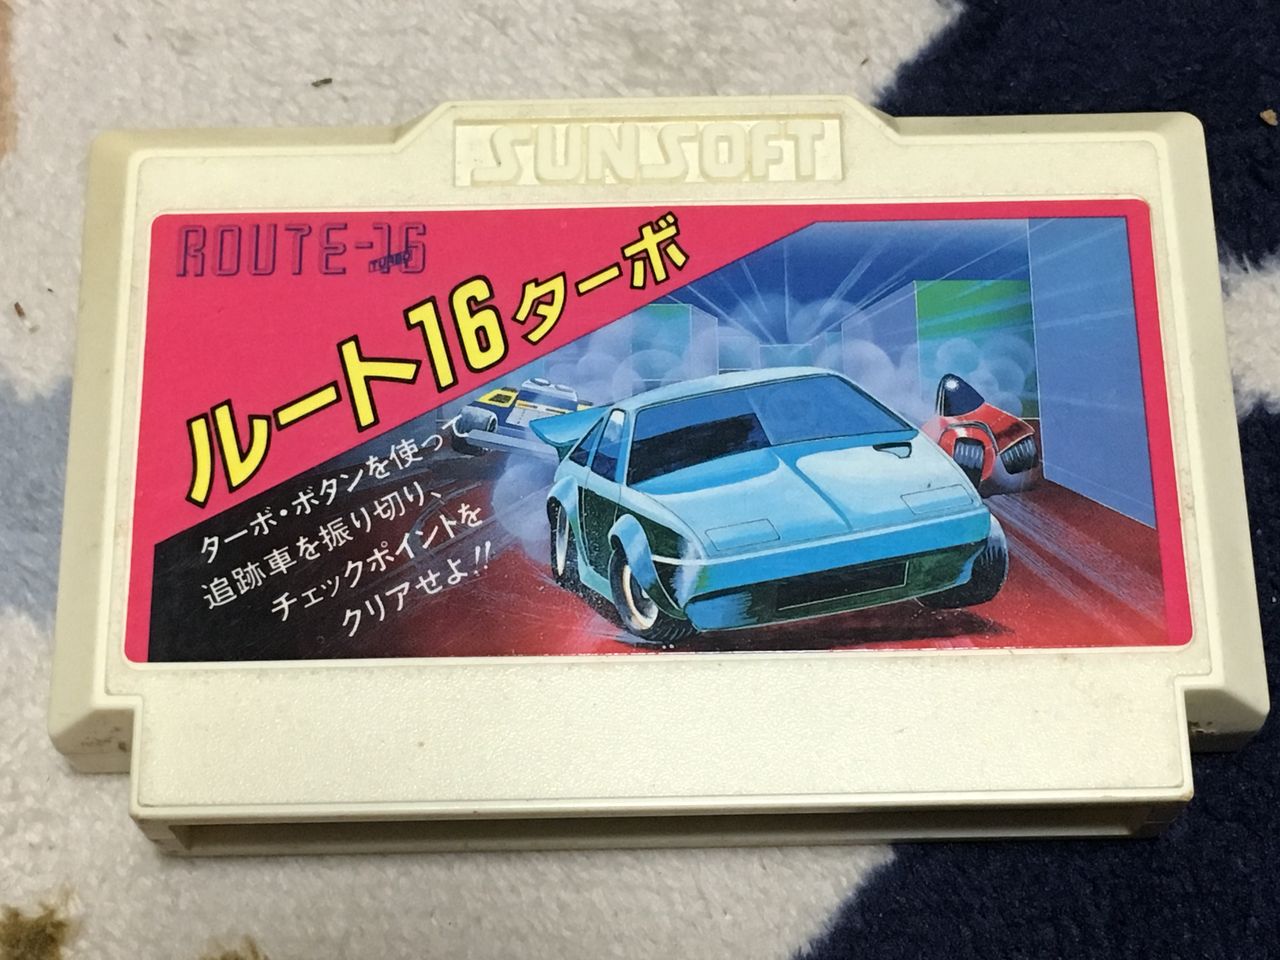 SUNSOFT
ROUTE-16
TURBO
ルート16ターボ
ターボ・ボタンを使って
追跡車を振り切り、
チェックポイントを
クリアせよ!!